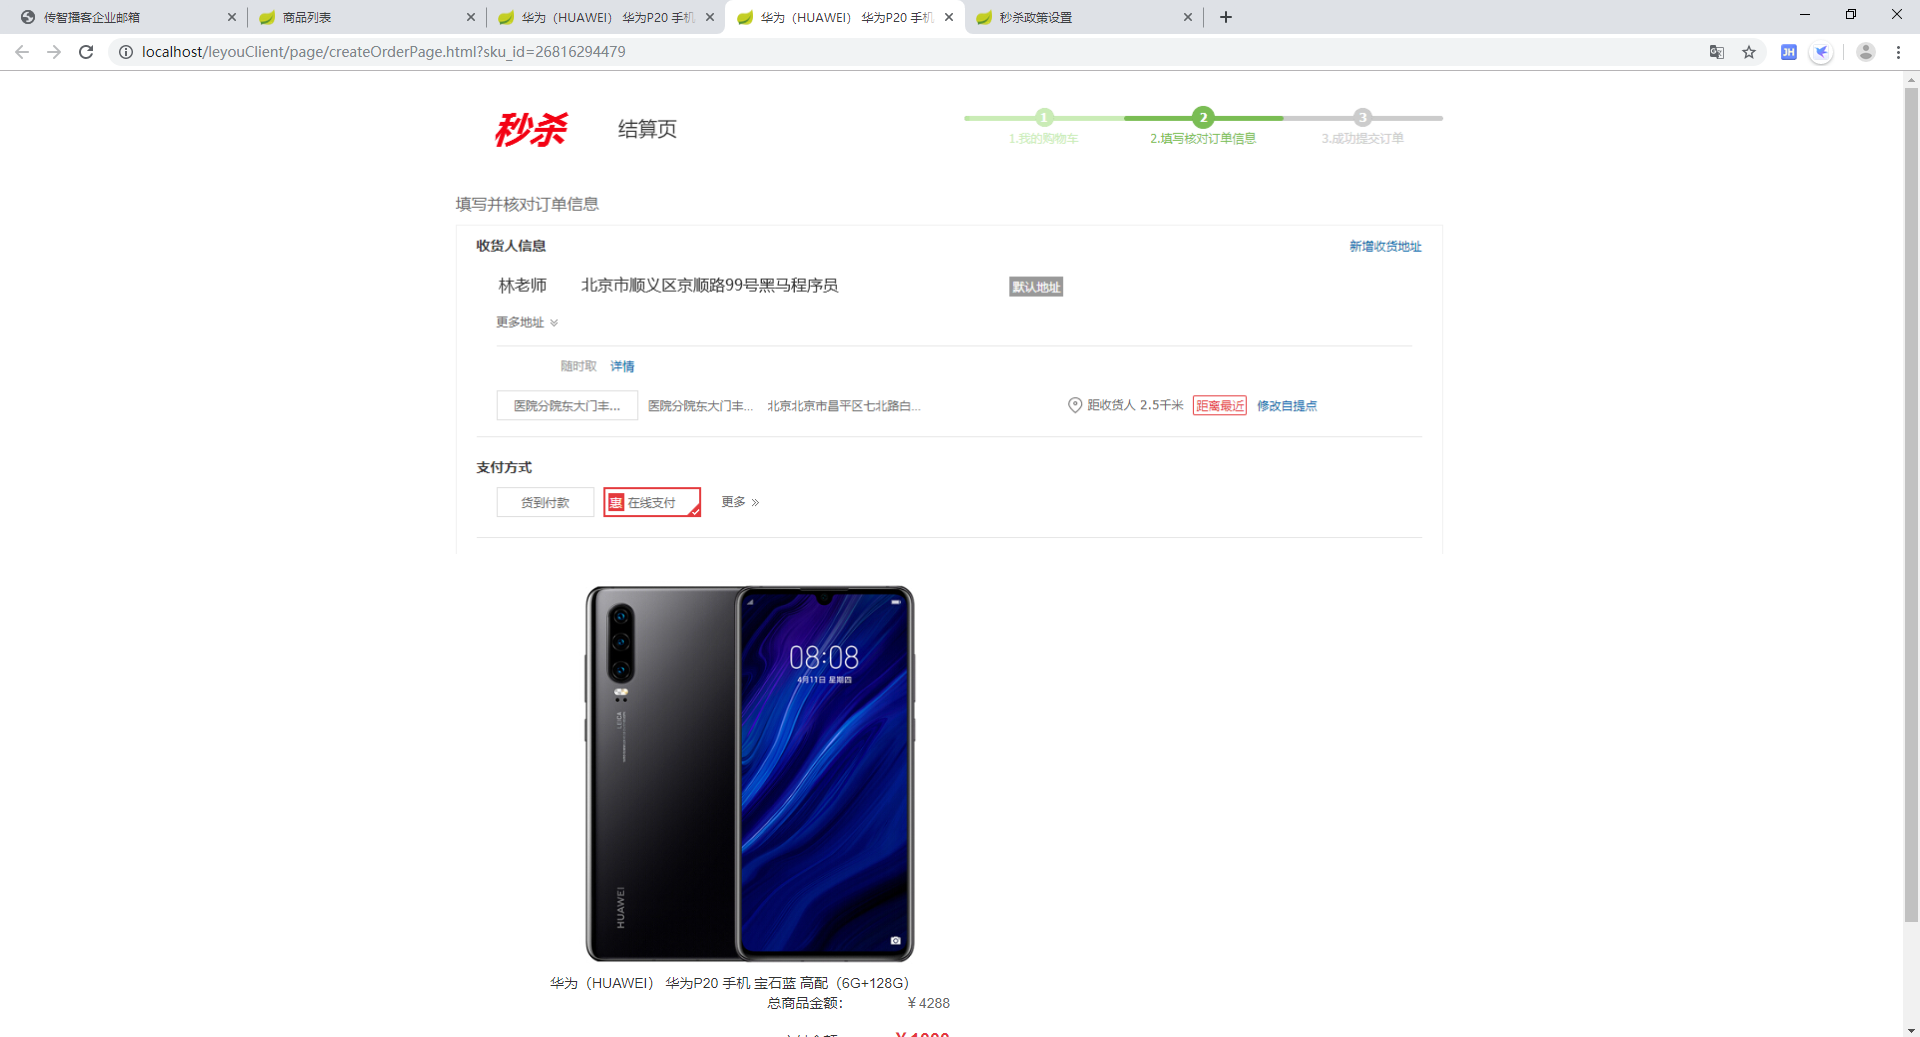 传智播客企业邮箱
商品列表
华为（HUAWEI） 华为P20 手机
华为（HUAWEI） 华为P20 手机
秒杀政策设置
localhost/leyouClient/page/createOrderPage.html?sku_id=26816294479
JH
秒杀
结算页
1
2
3
1.我的购物车
2.填写核对订单信息
3.成功提交订单
填写并核对订单信息
收货人信息
新增收货地址
林老师 北京市顺义区京顺路99号黑马程序员 默认地址
更多地址
随时取 详情
医院分院东大门丰... 医院分院东大门丰... 北京北京市昌平区七北路白... 距收货人 2.5千米 距离最近 修改自提点
支付方式
货到付款 惠 在线支付 更多
08:08
4月11日 星期四
LEICA
HUAWEI
华为（HUAWEI） 华为P20 手机 宝石蓝 高配（6G+128G）
总商品金额： ￥4288